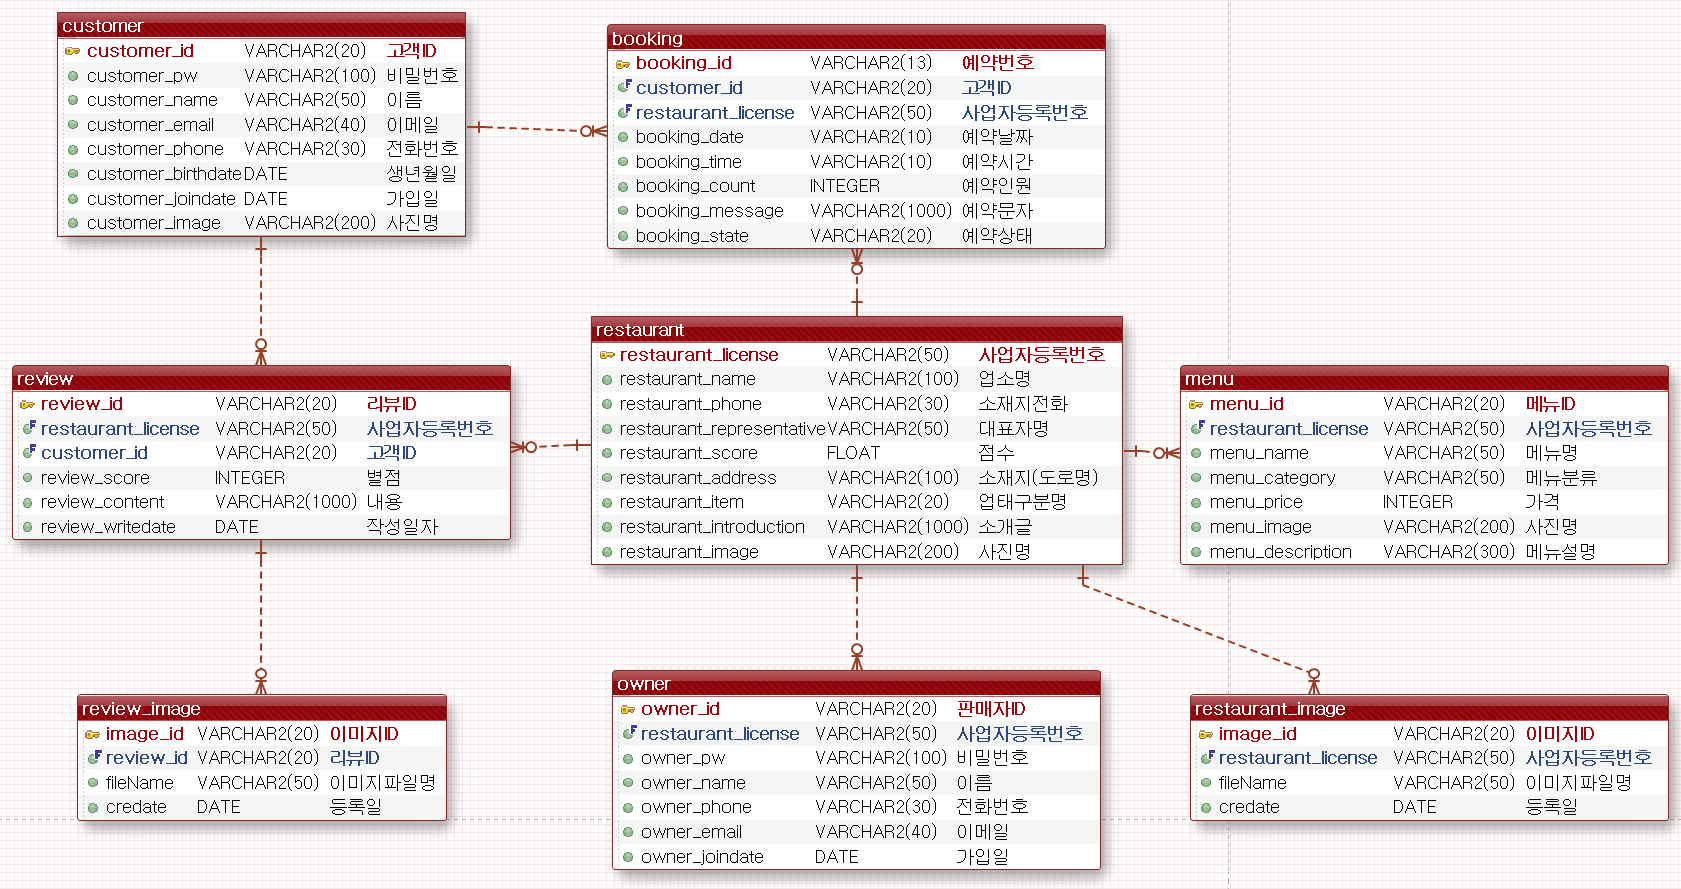 customer
customer_id VARCHAR2(20) 고객ID
customer_pw VARCHAR2(100) 비밀번호
customer_name VARCHAR2(50) 이름
customer_email VARCHAR2(40) 이메일
customer_phone VARCHAR2(30) 전화번호
customer_birthdate DATE 생년월일
customer_joindate DATE 가입일
customer_image VARCHAR2(200) 사진명
booking
booking_id VARCHAR2(13) 예약번호
customer_id VARCHAR2(20) 고객ID
restaurant_license VARCHAR2(50) 사업자등록번호
booking_date VARCHAR2(10) 예약날짜
booking_time VARCHAR2(10) 예약시간
booking_count INTEGER 예약인원
booking_message VARCHAR2(1000) 예약문자
booking_state VARCHAR2(20) 예약상태
review
review_id VARCHAR2(20) 리뷰ID
restaurant_license VARCHAR2(50) 사업자등록번호
customer_id VARCHAR2(20) 고객ID
review_score INTEGER 별점
review_content VARCHAR2(1000) 내용
review_writedate DATE 작성일자
restaurant
restaurant_license VARCHAR2(50) 사업자등록번호
restaurant_name VARCHAR2(100) 업소명
restaurant_phone VARCHAR2(30) 소재지전화
restaurant_representative VARCHAR2(50) 대표자명
restaurant_score FLOAT 점수
restaurant_address VARCHAR2(100) 소재지(도로명)
restaurant_item VARCHAR2(20) 업태구분명
restaurant_introduction VARCHAR2(1000) 소개글
restaurant_image VARCHAR2(200) 사진명
menu
menu_id VARCHAR2(20) 메뉴ID
restaurant_license VARCHAR2(50) 사업자등록번호
menu_name VARCHAR2(50) 메뉴명
menu_category VARCHAR2(50) 메뉴분류
menu_price INTEGER 가격
menu_image VARCHAR2(200) 사진명
menu_description VARCHAR2(300) 메뉴설명
review_image
image_id VARCHAR2(20) 이미지ID
review_id VARCHAR2(20) 리뷰ID
fileName VARCHAR2(50) 이미지파일명
credate DATE 등록일
owner
owner_id VARCHAR2(20) 판매자ID
restaurant_license VARCHAR2(50) 사업자등록번호
owner_pw VARCHAR2(100) 비밀번호
owner_name VARCHAR2(50) 이름
owner_phone VARCHAR2(30) 전화번호
owner_email VARCHAR2(40) 이메일
owner_joindate DATE 가입일
restaurant_image
image_id VARCHAR2(20) 이미지ID
restaurant_license VARCHAR2(50) 사업자등록번호
fileName VARCHAR2(50) 이미지파일명
credate DATE 등록일